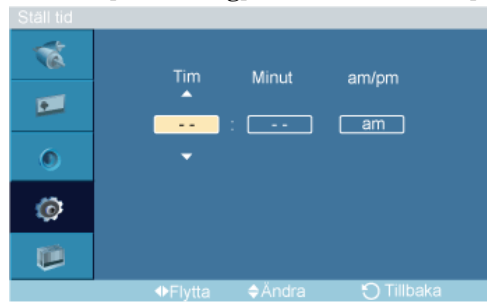 Ställ tid
Tim Minut am/pm
-- : -- am
Flytta Ändra Tillbaka